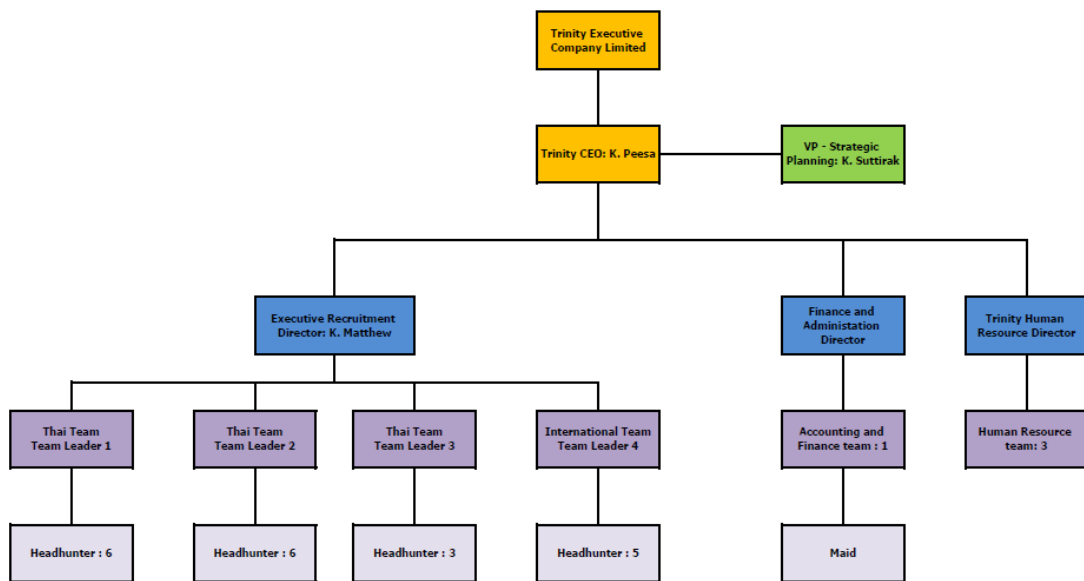 Trinity Executive
Company Limited
Trinity CEO: K. Peesa
VP - Strategic
Planning: K. Suttirak
Executive Recruitment
Director: K. Matthew
Finance and
Administation
Director
Trinity Human
Resource Director
Thai Team
Team Leader 1
Thai Team
Team Leader 2
Thai Team
Team Leader 3
International Team
Team Leader 4
Accounting and
Finance team : 1
Human Resource
team: 3
Headhunter : 6
Headhunter : 6
Headhunter : 3
Headhunter : 5
Maid